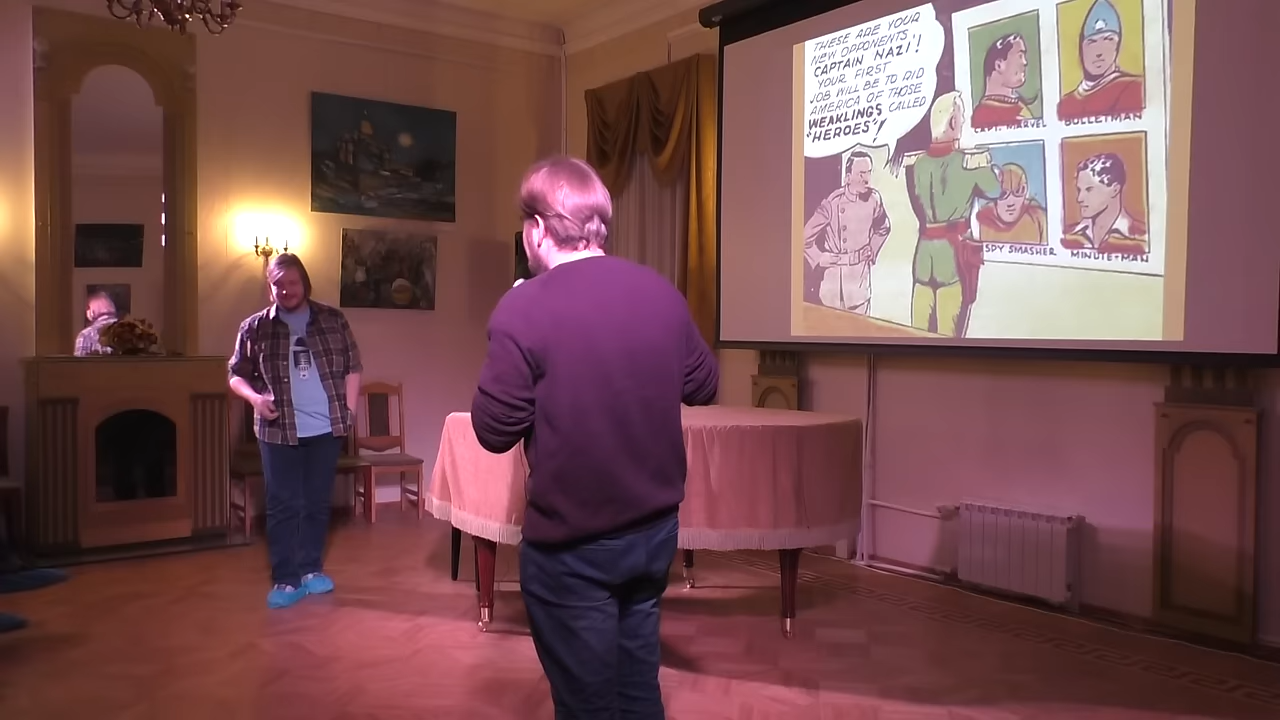 THESE ARE YOUR
NEW OPPONENTS,
CAPTAIN NAZI'!
YOUR FIRST
JOB WILL BE TO RID
AMERICA OF THOSE
WEAKLINGS CALLED
"HEROES"!
CAPT. MARVEL
BULLETMAN
SPY SMASHER
MINUTE-MAN